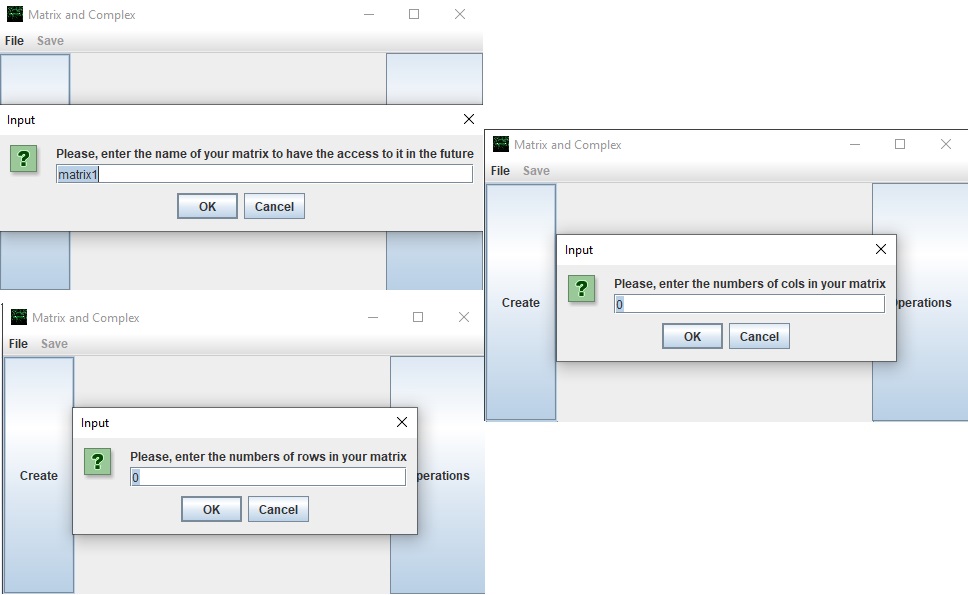 Matrix and Complex
File Save
Input
Please, enter the name of your matrix to have the access to it in the future
matrix1
OK Cancel
Matrix and Complex
File Save
Input
Please, enter the numbers of cols in your matrix
0
OK Cancel
Create perations
Matrix and Complex
File Save
Input
Please, enter the numbers of rows in your matrix
0
Create perations
OK Cancel